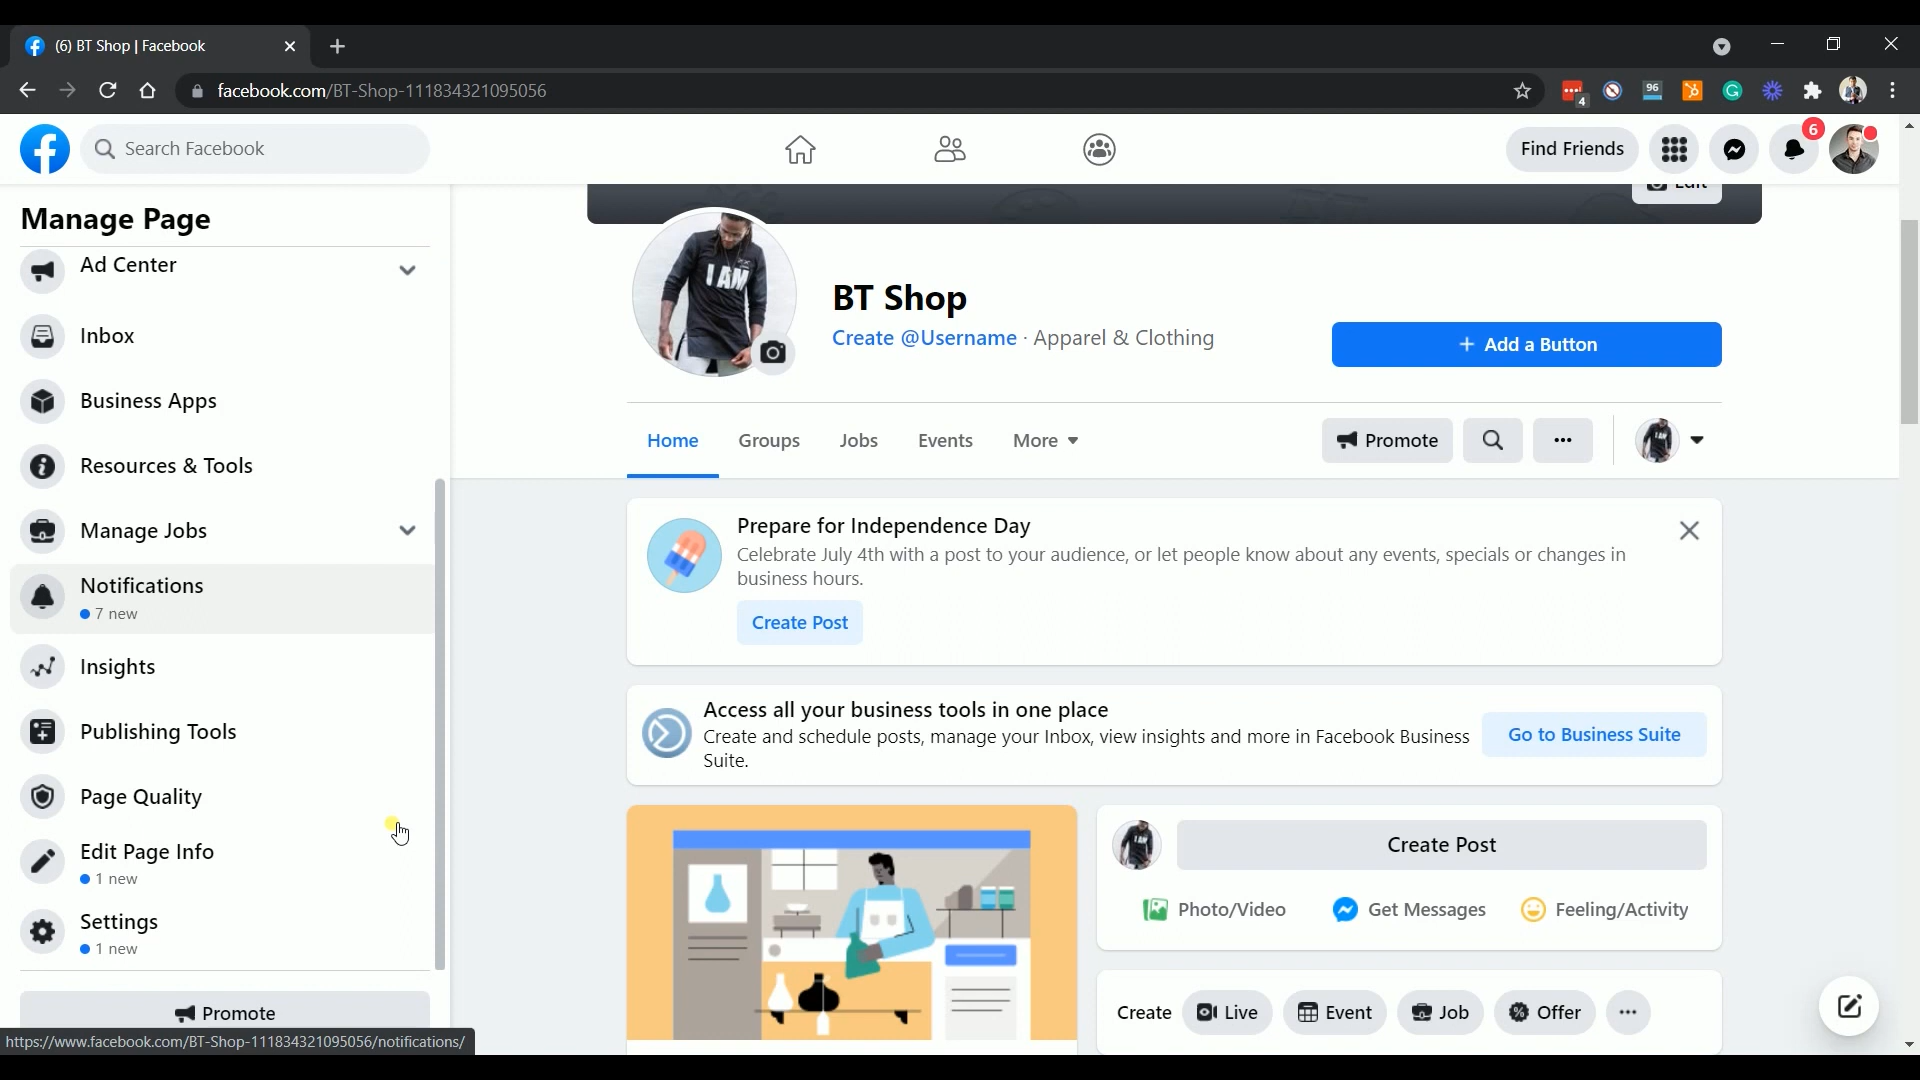 (6) BT Shop | Facebook
facebook.com/BT-Shop-111834321095056
4
96
Search Facebook
Find Friends
6
Manage Page
Ad Center
Inbox
Business Apps
Resources & Tools
Manage Jobs
Notifications
7 new
Insights
Publishing Tools
Page Quality
Edit Page Info
1 new
Settings
1 new
Promote
https://www.facebook.com/BT-Shop-111834321095056/notifications/
Edit
I AM
BT Shop
Create @Username · Apparel & Clothing
+ Add a Button
Home
Groups
Jobs
Events
More
Promote
Prepare for Independence Day
Celebrate July 4th with a post to your audience, or let people know about any events, specials or changes in
business hours.
Create Post
Access all your business tools in one place
Create and schedule posts, manage your Inbox, view insights and more in Facebook Business
Suite.
Go to Business Suite
Create Post
Photo/Video
Get Messages
Feeling/Activity
Create
Live
Event
Job
Offer